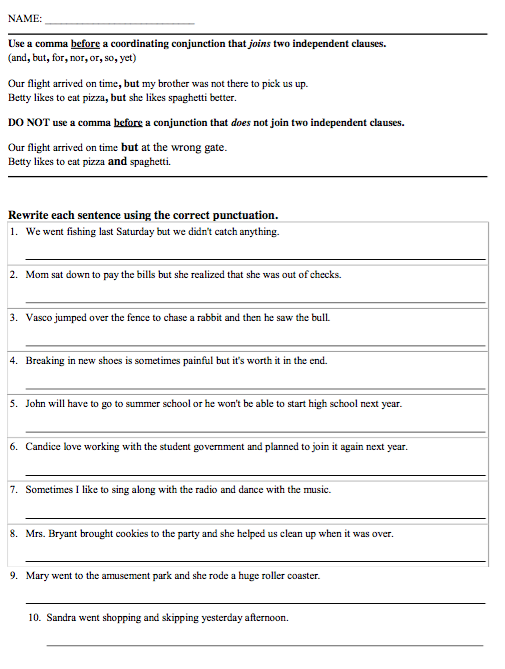 NAME: ____________________________
Use a comma before a coordinating conjunction that joins two independent clauses.
(and, but, for, nor, or, so, yet)
Our flight arrived on time, but my brother was not there to pick us up.
Betty likes to eat pizza, but she likes spaghetti better.
DO NOT use a comma before a conjunction that does not join two independent clauses.
Our flight arrived on time but at the wrong gate.
Betty likes to eat pizza and spaghetti.
Rewrite each sentence using the correct punctuation.
1. We went fishing last Saturday but we didn't catch anything.
2. Mom sat down to pay the bills but she realized that she was out of checks.
3. Vasco jumped over the fence to chase a rabbit and then he saw the bull.
4. Breaking in new shoes is sometimes painful but it's worth it in the end.
5. John will have to go to summer school or he won't be able to start high school next year.
6. Candice love working with the student government and planned to join it again next year.
7. Sometimes I like to sing along with the radio and dance with the music.
8. Mrs. Bryant brought cookies to the party and she helped us clean up when it was over.
9. Mary went to the amusement park and she rode a huge roller coaster.
10. Sandra went shopping and skipping yesterday afternoon.